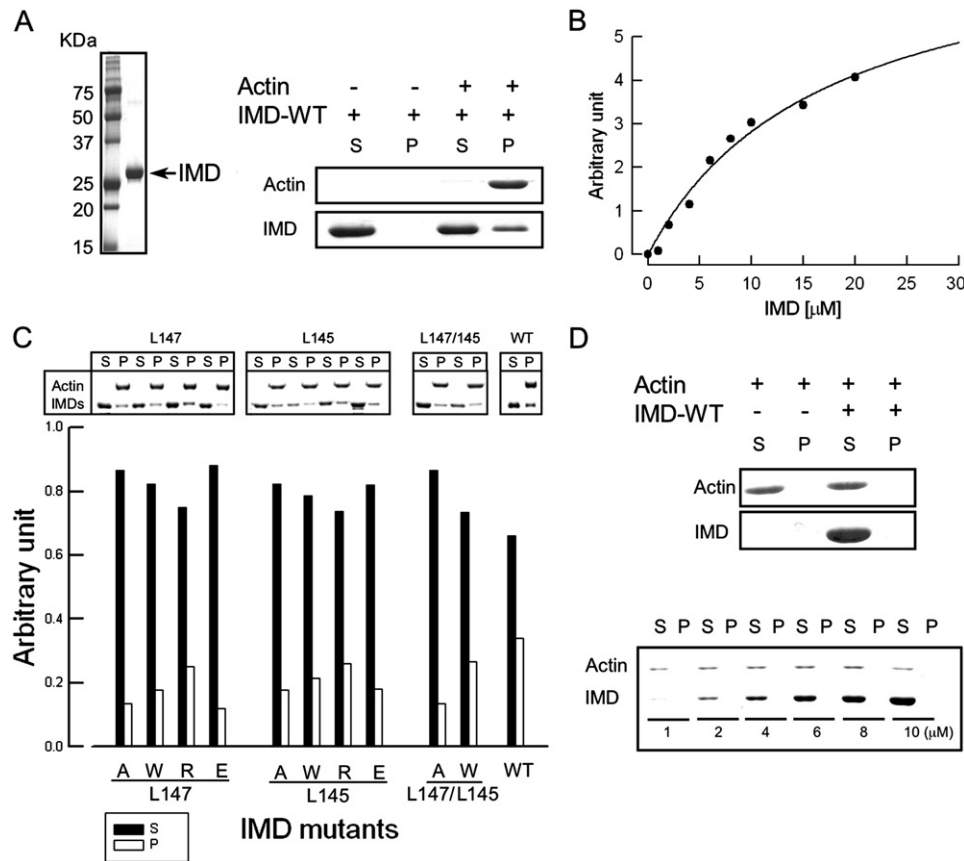 A
KDa
75
50
37
25
20
15
IMD
Actin - - + +
IMD-WT + + + +
S P S P
Actin
IMD
B
Arbitrary unit
5
4
3
2
1
0
0 5 10 15 20 25 30
IMD [µM]
C
L147 L145 L147/145 WT
S P S P S P S P S P S P S P S P S P S P S P
Actin
IMDs
Arbitrary unit
1.0
0.8
0.6
0.4
0.2
0.0
A W R E A W R E A W WT
L147 L145 L147/L145
S
P
IMD mutants
D
Actin + + + +
IMD-WT - - + +
S P S P
Actin
IMD
S P S P S P S P S P S P
Actin
IMD
1 2 4 6 8 10 (µM)